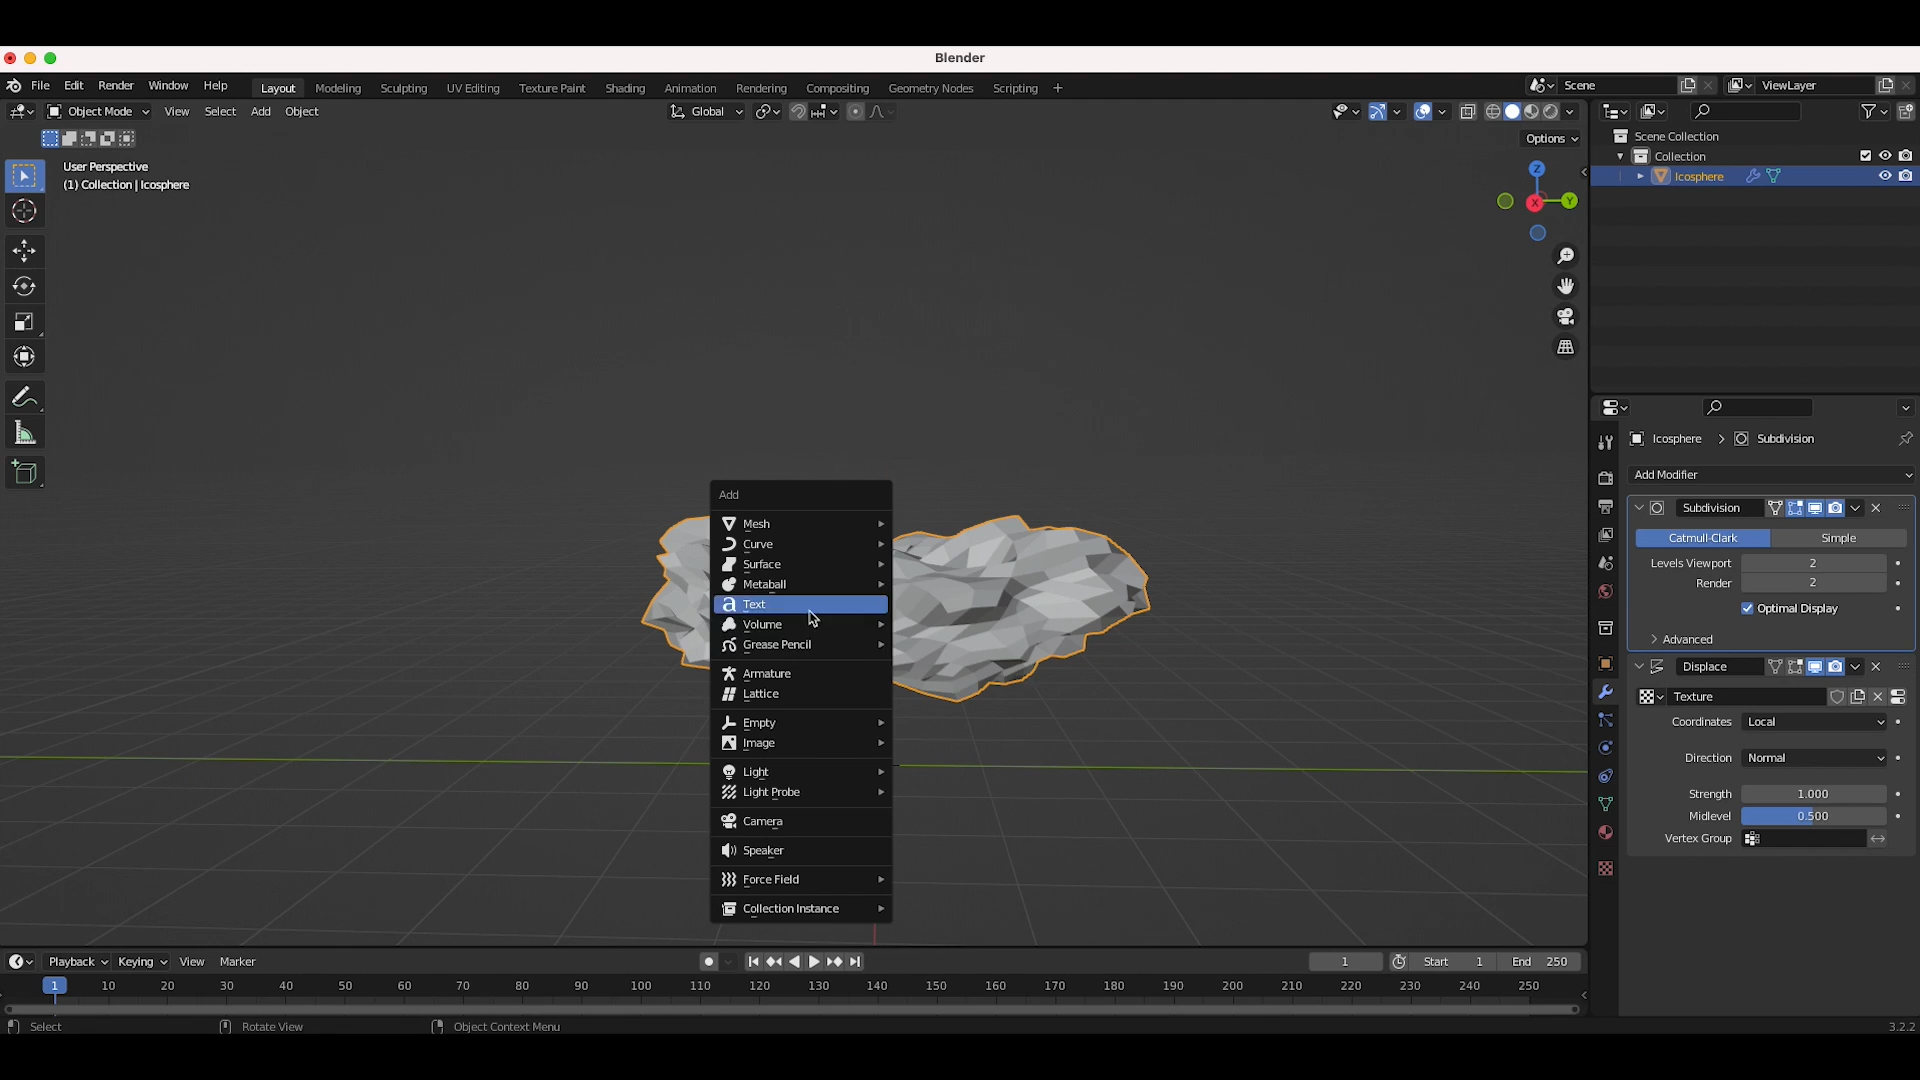 Blender
File Edit Render Window Help Layout Modeling Sculpting UV Editing Texture Paint Shading Animation Rendering Compositing Geometry Nodes Scripting + Scene ViewLayer
Object Mode View Select Add Object Global
Options
User Perspective
(1) Collection | Icosphere
Z
X
Y
Scene Collection
Collection
Icosphere
Icosphere > Subdivision
Add Modifier
Subdivision
Catmull-Clark Simple
Levels Viewport 2
Render 2
Optimal Display
Advanced
Displace
Texture
Coordinates Local
Direction Normal
Strength 1.000
Midlevel 0.500
Vertex Group
Add
Mesh
Curve
Surface
Metaball
Text
Volume
Grease Pencil
Armature
Lattice
Empty
Image
Light
Light Probe
Camera
Speaker
Force Field
Collection Instance
Playback Keying View Marker 1 Start 1 End 250
1 10 20 30 40 50 60 70 80 90 100 110 120 130 140 150 160 170 180 190 200 210 220 230 240 250
Select Rotate View Object Context Menu 3.2.2